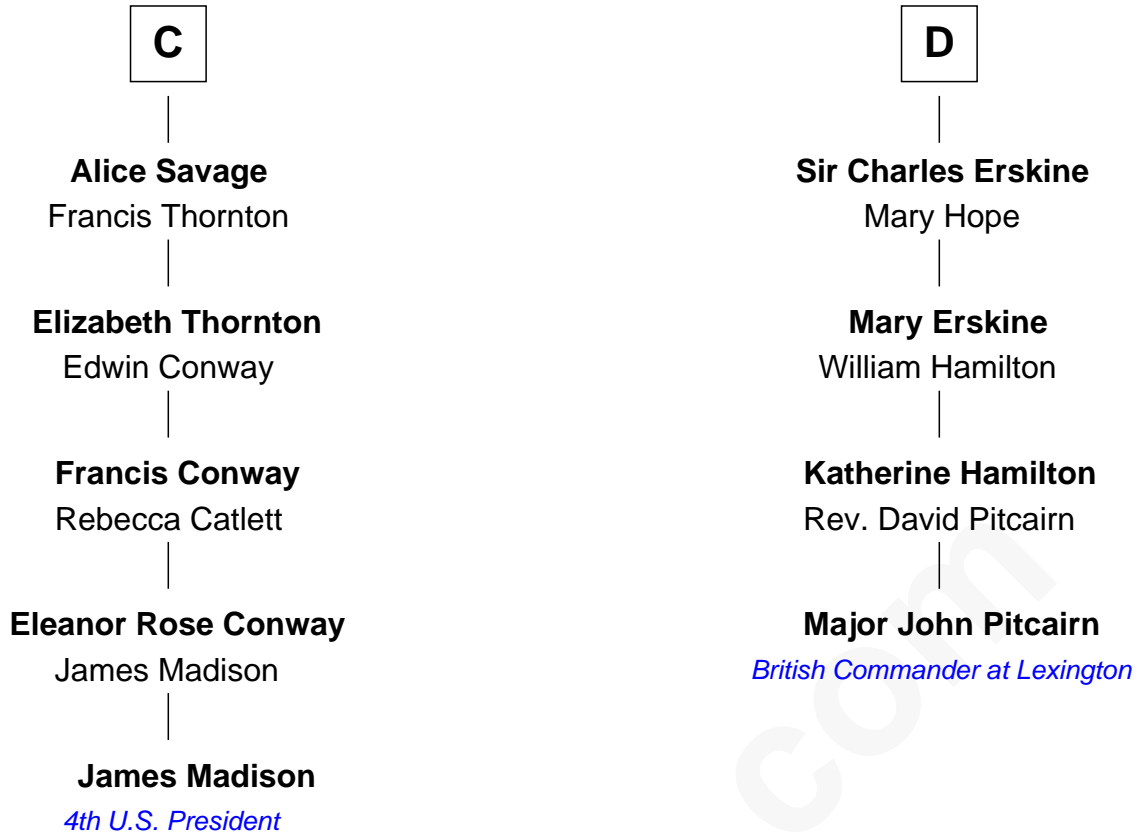 C
Alice Savage
Francis Thornton
Elizabeth Thornton
Edwin Conway
Francis Conway
Rebecca Catlett
Eleanor Rose Conway
James Madison
James Madison
4th U.S. President
D
Sir Charles Erskine
Mary Hope
Mary Erskine
William Hamilton
Katherine Hamilton
Rev. David Pitcairn
Major John Pitcairn
British Commander at Lexington
com